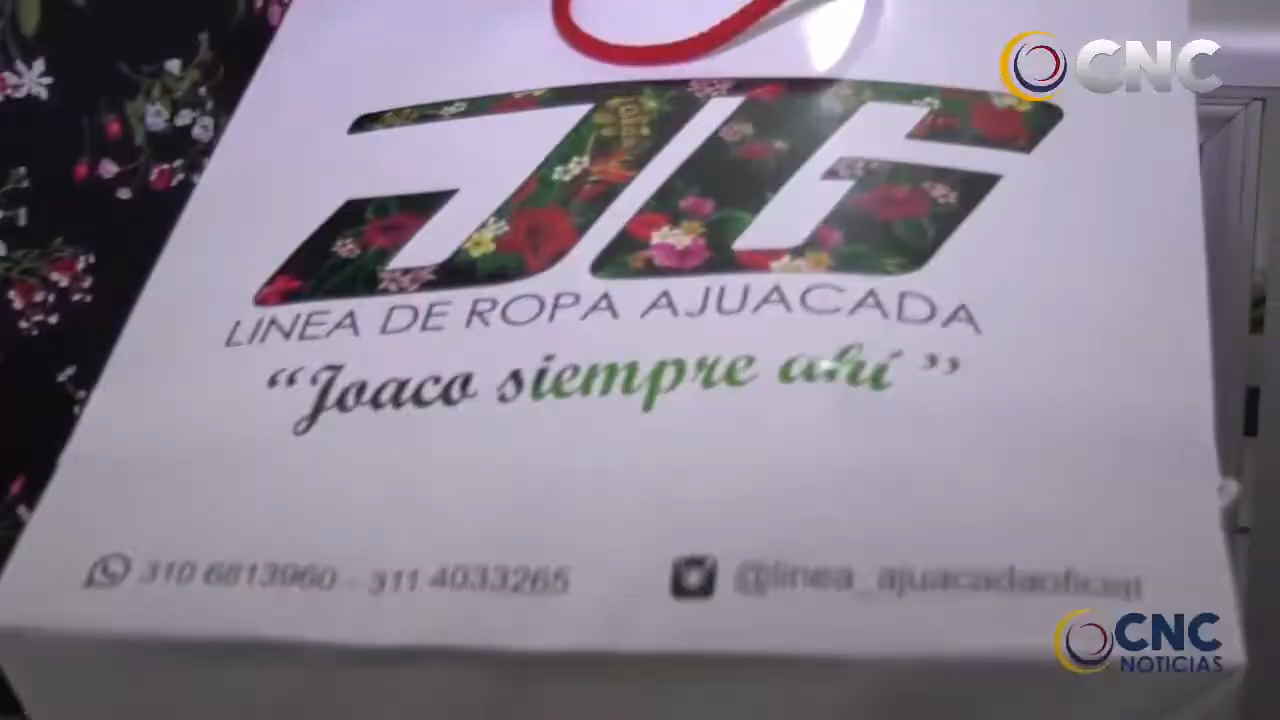 CNC
JG
LINEA DE ROPA AJUACADA
“Joaco siempre ahí”
310 6813960 - 311 4033265
CNC
NOTICIAS